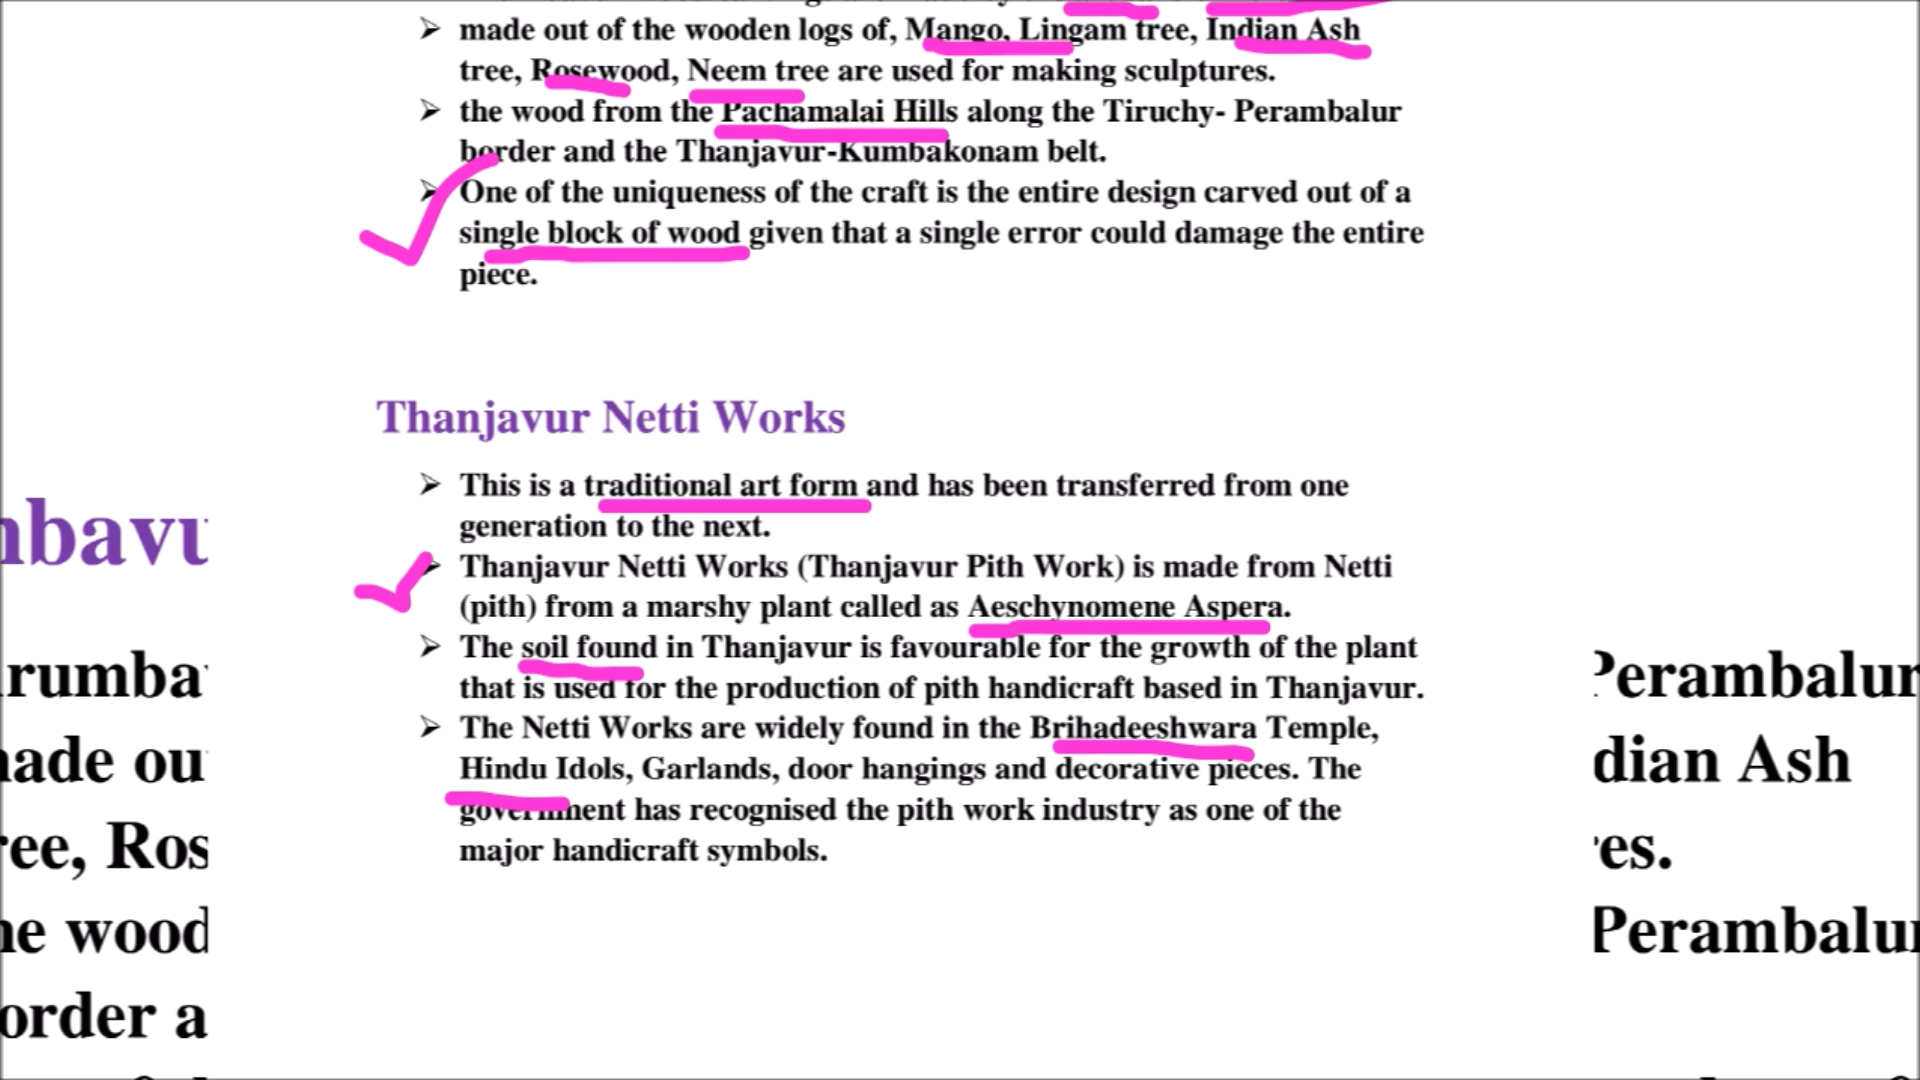 made out of the wooden logs of, Mango, Lingam tree, Indian Ash
tree, Rosewood, Neem tree are used for making sculptures.
➢ the wood from the Pachamalai Hills along the Tiruchy- Perambalur
border and the Thanjavur-Kumbakonam belt.
➢ One of the uniqueness of the craft is the entire design carved out of a
single block of wood given that a single error could damage the entire
piece.
Thanjavur Netti Works
➢ This is a traditional art form and has been transferred from one
generation to the next.
➢ Thanjavur Netti Works (Thanjavur Pith Work) is made from Netti
(pith) from a marshy plant called as Aeschynomene Aspera.
➢ The soil found in Thanjavur is favourable for the growth of the plant
that is used for the production of pith handicraft based in Thanjavur.
➢ The Netti Works are widely found in the Brihadeeshwara Temple,
Hindu Idols, Garlands, door hangings and decorative pieces. The
government has recognised the pith work industry as one of the
major handicraft symbols.
mbavu
rumba
made ou
ree, Ros
he wood
order a
Perambalur
dian Ash
res.
Perambalur